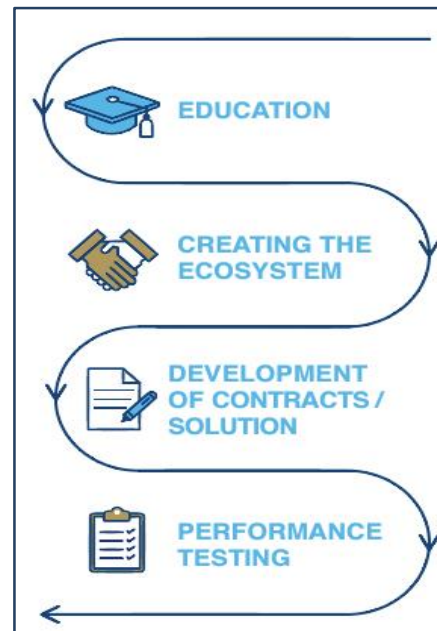 EDUCATION
CREATING THE
ECOSYSTEM
DEVELOPMENT
OF CONTRACTS /
SOLUTION
PERFORMANCE
TESTING